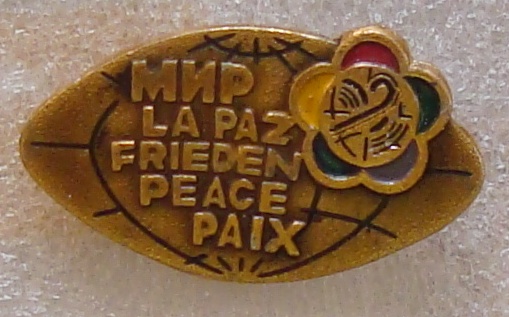 МИР
LA PAZ
FRIEDEN
PEACE
PAIX